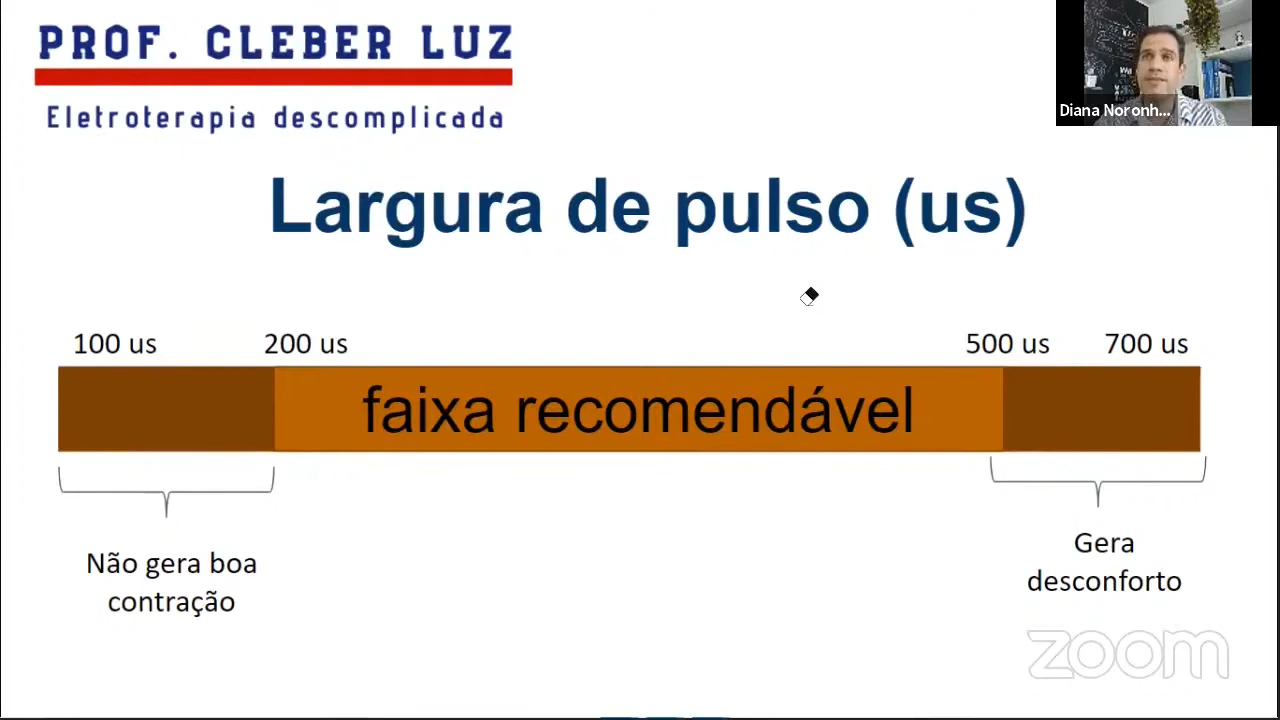 PROF. CLEBER LUZ
Eletroterapia descomplicada
Diana Noronh...
Largura de pulso (us)
100 us 200 us 500 us 700 us
faixa recomendável
Não gera boa
contração
Gera
desconforto
zoom